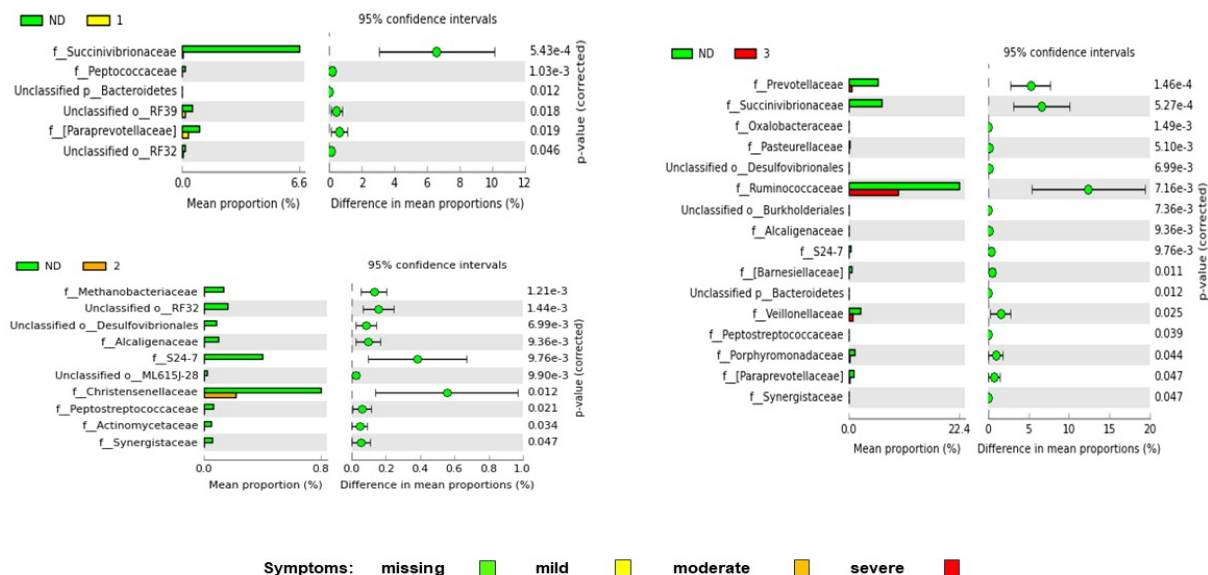 ND 1
95% confidence intervals
f__Succinivibrionaceae 5.43e-4
f__Peptococcaceae 1.03e-3
Unclassified p__Bacteroidetes 0.012
Unclassified o__RF39 0.018
f__[Paraprevotellaceae] 0.019
Unclassified o__RF32 0.046
p-value (corrected)
0.0 6.6 0 2 4 6 8 10 12
Mean proportion (%) Difference in mean proportions (%)
ND 2
95% confidence intervals
f__Methanobacteriaceae 1.21e-3
Unclassified o__RF32 1.44e-3
Unclassified o__Desulfovibrionales 6.99e-3
f__Alcaligenaceae 9.36e-3
f__S24-7 9.76e-3
Unclassified o__ML615J-28 9.90e-3
f__Christensenellaceae 0.012
f__Peptostreptococcaceae 0.021
f__Actinomycetaceae 0.034
f__Synergistaceae 0.047
p-value (corrected)
0.0 0.8 0.0 0.2 0.4 0.6 0.8 1.0
Mean proportion (%) Difference in mean proportions (%)
ND 3
95% confidence intervals
f__Prevotellaceae 1.46e-4
f__Succinivibrionaceae 5.27e-4
f__Oxalobacteraceae 1.49e-3
f__Pasteurellaceae 5.10e-3
Unclassified o__Desulfovibrionales 6.99e-3
f__Ruminococcaceae 7.16e-3
Unclassified o__Burkholderiales 7.36e-3
f__Alcaligenaceae 9.36e-3
f__S24-7 9.76e-3
f__[Barnesiellaceae] 0.011
Unclassified p__Bacteroidetes 0.012
f__Veillonellaceae 0.025
f__Peptostreptococcaceae 0.039
f__Porphyromonadaceae 0.044
f__[Paraprevotellaceae] 0.047
f__Synergistaceae 0.047
p-value (corrected)
0.0 22.4 0 5 10 15 20
Mean proportion (%) Difference in mean proportions (%)
Symptoms: missing mild moderate severe